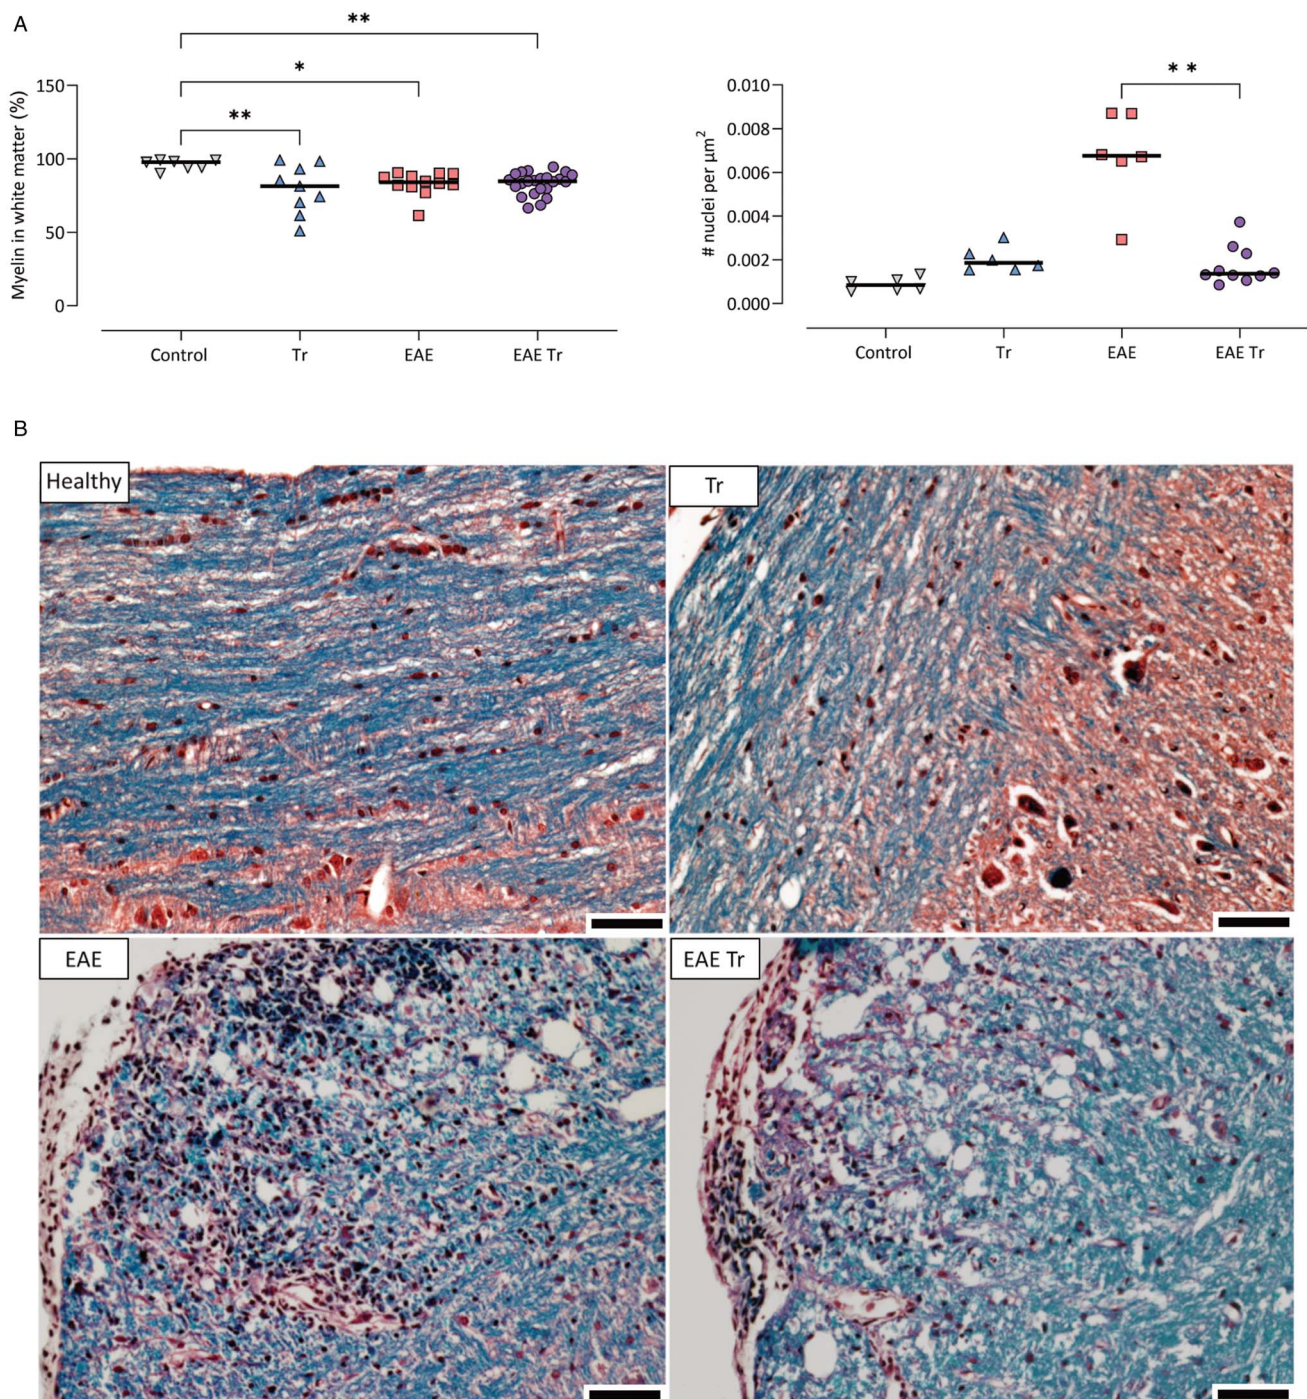 A
**
*
**
Myelin in white matter (%)
150
100
50
0
Control
Tr
EAE
EAE Tr
* *
# nuclei per μm²
0.010
0.008
0.006
0.004
0.002
0.000
Control
Tr
EAE
EAE Tr
B
Healthy
Tr
EAE
EAE Tr